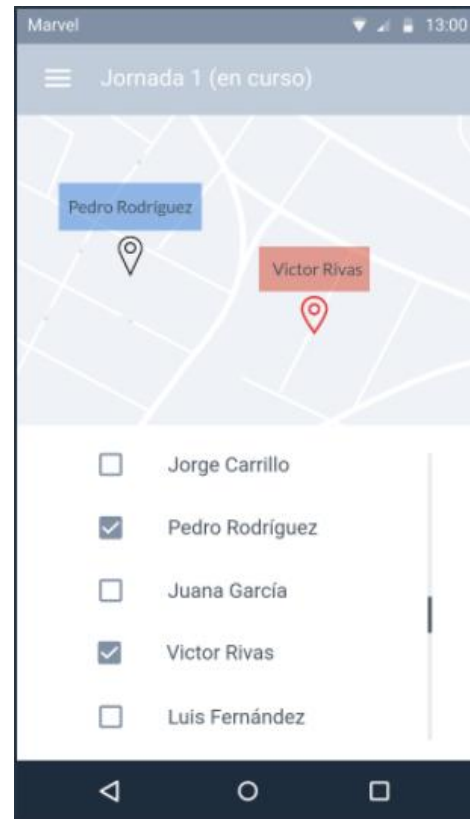 Marvel 13:00
Jornada 1 (en curso)
Pedro Rodríguez
Victor Rivas
Jorge Carrillo
Pedro Rodríguez
Juana García
Victor Rivas
Luis Fernández